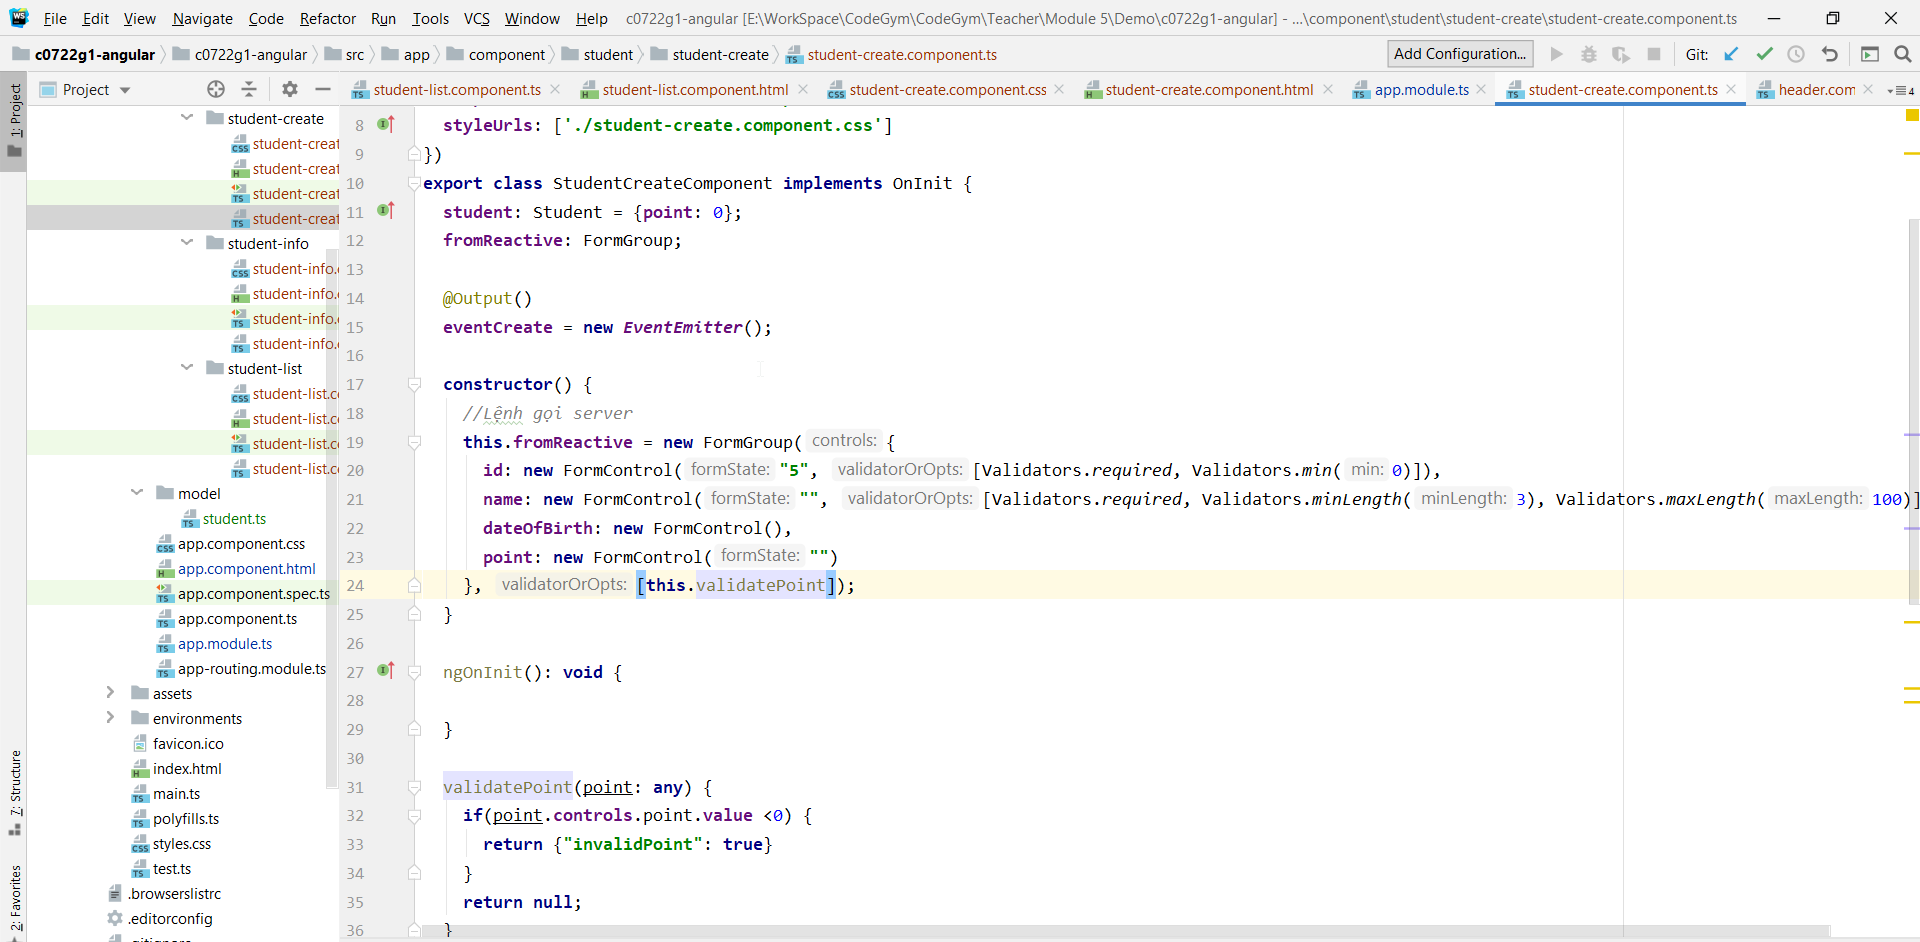 File Edit View Navigate Code Refactor Run Tools VCS Window Help c0722g1-angular [E:\WorkSpace\CodeGym\CodeGym\Teacher\Module 5\Demo\c0722g1-angular] - ...\component\student\student-create\student-create.component.ts
c0722g1-angular c0722g1-angular src app component student student-create student-create.component.ts Add Configuration... Git:
Project student-list.component.ts student-list.component.html student-create.component.css student-create.component.html app.module.ts student-create.component.ts header.com 4
1: Project
7: Structure
2: Favorites
student-create
student-creat
student-creat
student-creat
student-creat
student-info
student-info.
student-info.
student-info.
student-info.
student-list
student-list.c
student-list.c
student-list.c
student-list.c
model
student.ts
app.component.css
app.component.html
app.component.spec.ts
app.component.ts
app.module.ts
app-routing.module.ts
assets
environments
favicon.ico
index.html
main.ts
polyfills.ts
styles.css
test.ts
.browserslistrc
.editorconfig
8 styleUrls: ['./student-create.component.css']
9 })
10 export class StudentCreateComponent implements OnInit {
11 student: Student = {point: 0};
12 fromReactive: FormGroup;
13
14 @Output()
15 eventCreate = new EventEmitter();
16
17 constructor() {
18 //Lệnh gọi server
19 this.fromReactive = new FormGroup( controls: {
20 id: new FormControl( formState: "5", validatorOrOpts: [Validators.required, Validators.min( min: 0)]),
21 name: new FormControl( formState: "", validatorOrOpts: [Validators.required, Validators.minLength( minLength: 3), Validators.maxLength( maxLength: 100)]
22 dateOfBirth: new FormControl(),
23 point: new FormControl( formState: "")
24 }, validatorOrOpts: [this.validatePoint]);
25 }
26
27 ngOnInit(): void {
28
29 }
30
31 validatePoint(point: any) {
32 if(point.controls.point.value <0) {
33 return {"invalidPoint": true}
34 }
35 return null;
36 }